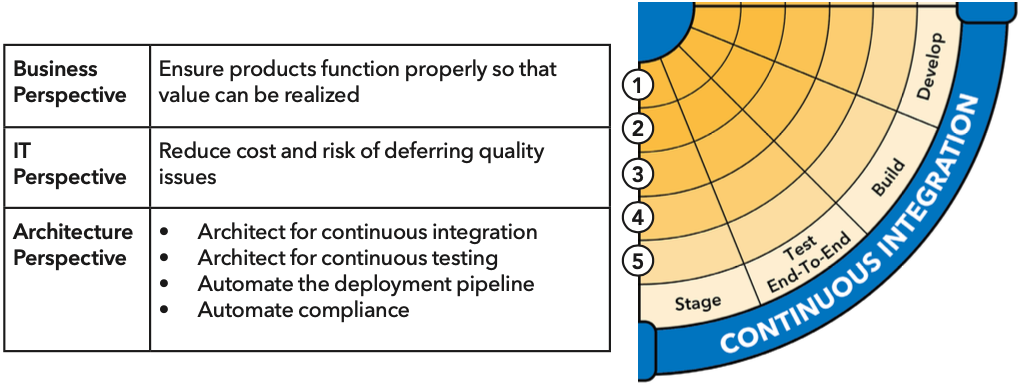 Business
Perspective
Ensure products function properly so that
value can be realized
IT
Perspective
Reduce cost and risk of deferring quality
issues
Architecture
Perspective
• Architect for continuous integration
• Architect for continuous testing
• Automate the deployment pipeline
• Automate compliance
1
2
3
4
5
Develop
Build
Test
End-To-End
Stage
CONTINUOUS INTEGRATION